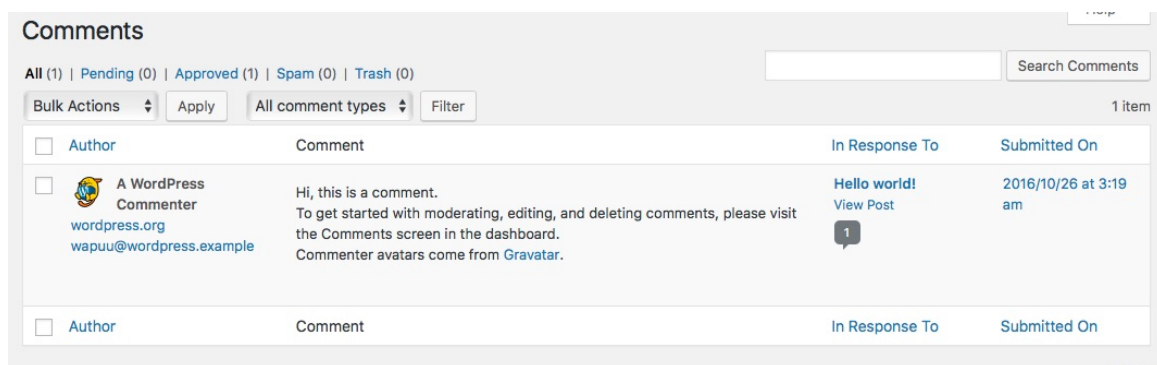 Comments
All (1) | Pending (0) | Approved (1) | Spam (0) | Trash (0)
Search Comments
Bulk Actions Apply All comment types Filter 1 item
Author Comment In Response To Submitted On
A WordPress
Commenter
wordpress.org
wapuu@wordpress.example
Hi, this is a comment.
To get started with moderating, editing, and deleting comments, please visit
the Comments screen in the dashboard.
Commenter avatars come from Gravatar.
Hello world!
View Post
1
2016/10/26 at 3:19
am
Author Comment In Response To Submitted On